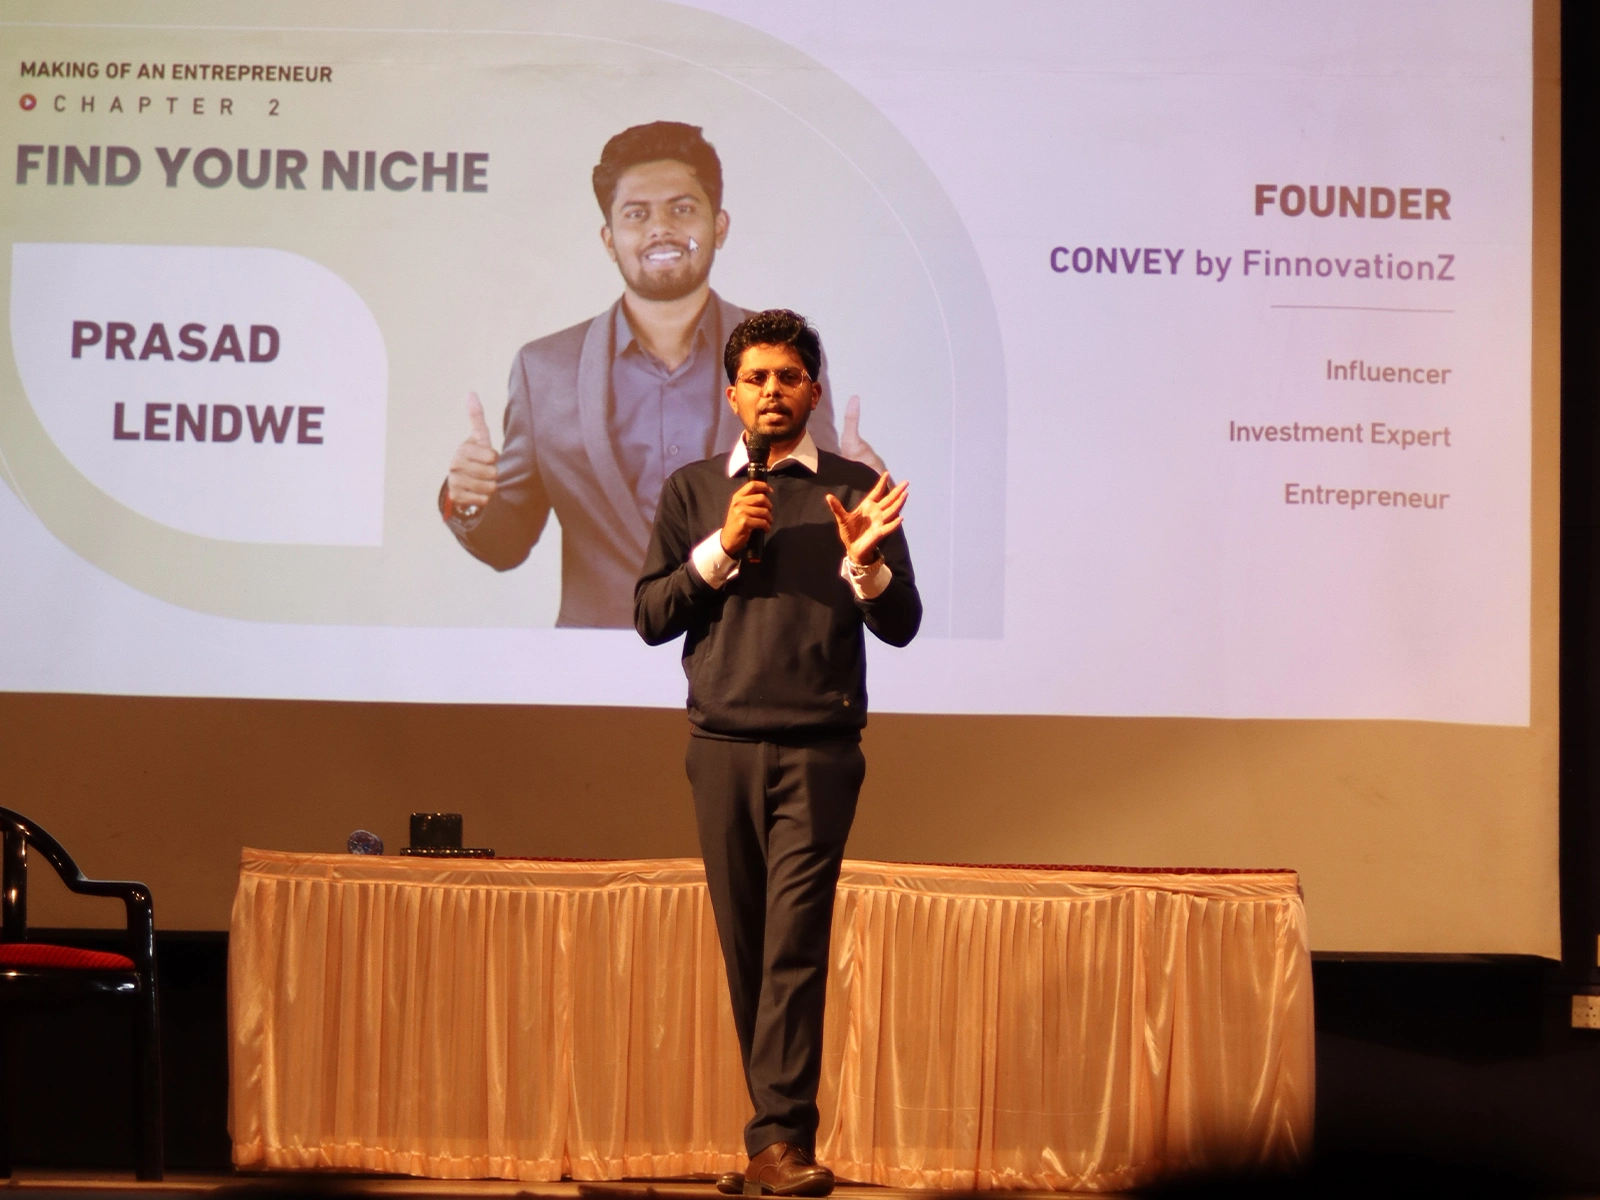 MAKING OF AN ENTREPRENEUR
CHAPTER 2
FIND YOUR NICHE
PRASAD
LENDWE
FOUNDER
CONVEY by FinnovationZ
Influencer
Investment Expert
Entrepreneur